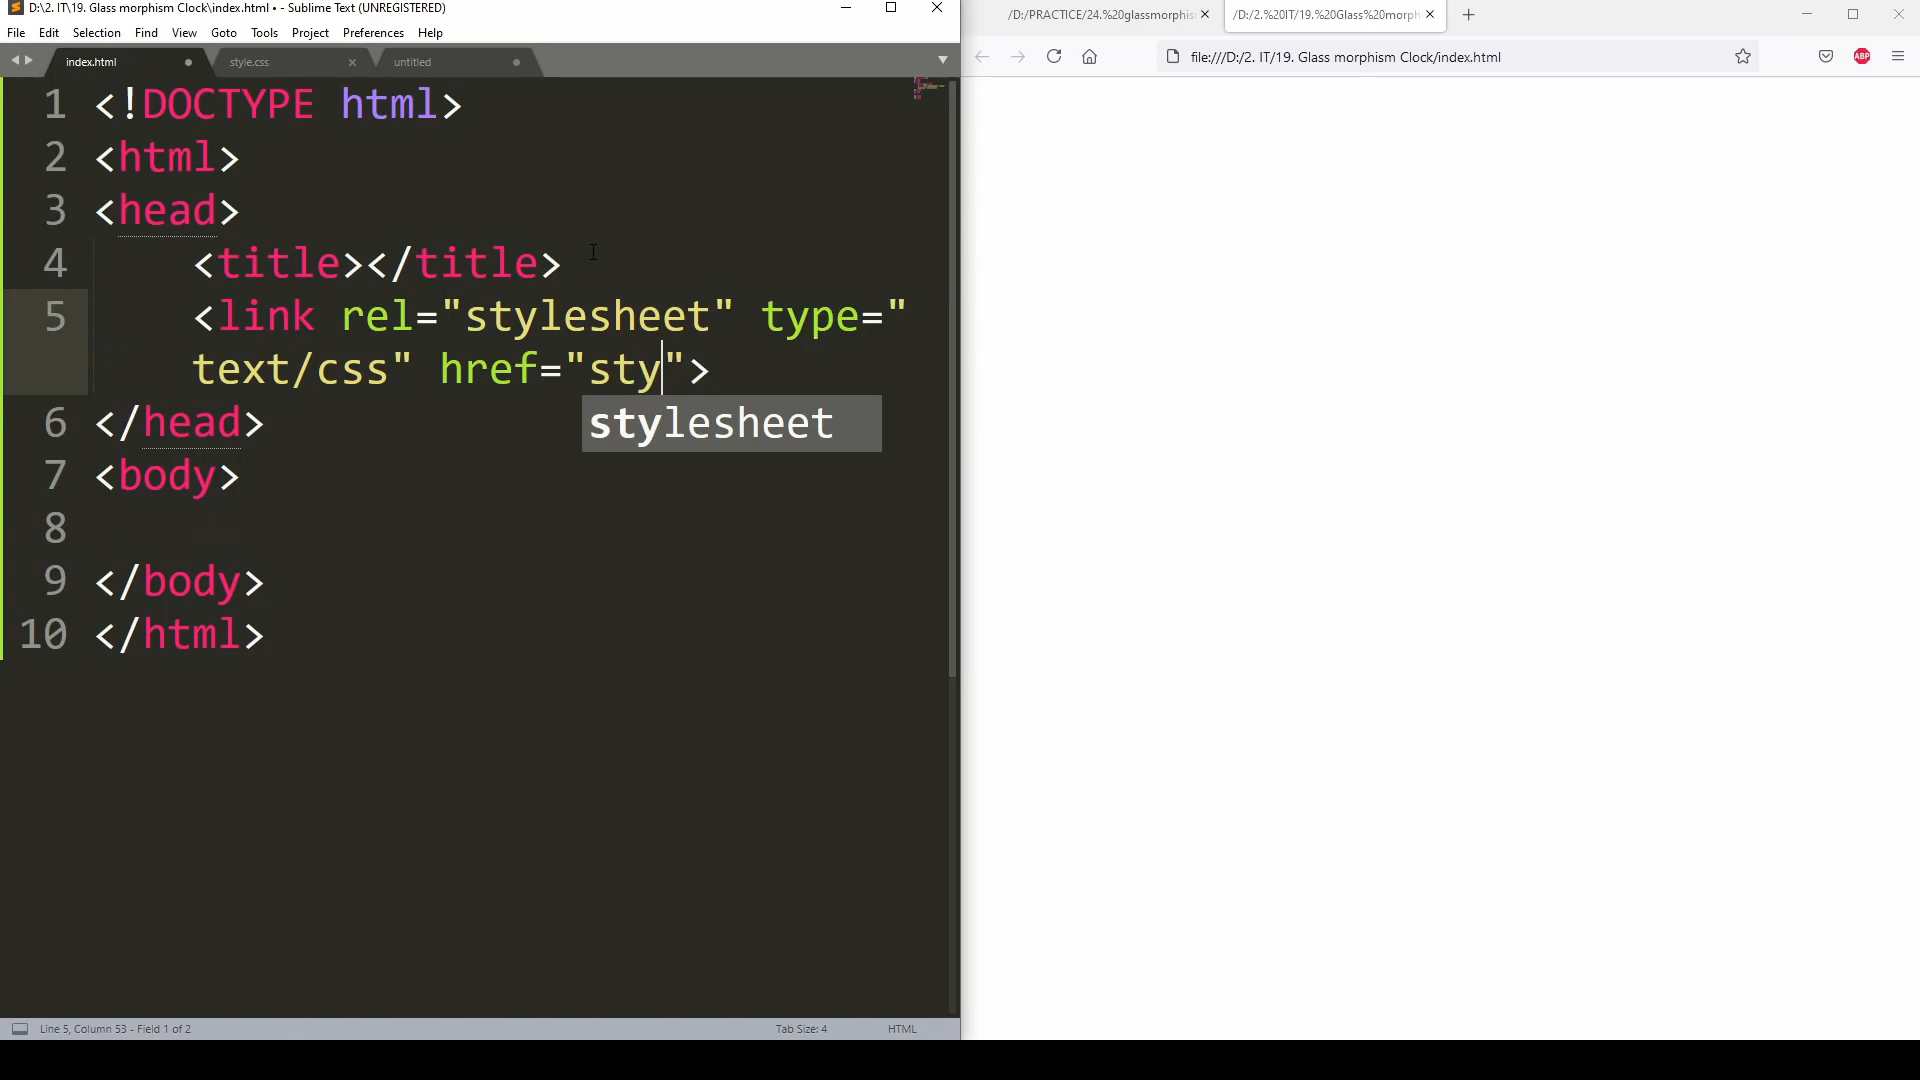 D:\2. IT\19. Glass morphism Clock\index.html • - Sublime Text (UNREGISTERED)
File Edit Selection Find View Goto Tools Project Preferences Help
index.html style.css untitled
1 <!DOCTYPE html>
2 <html>
3 <head>
4 <title></title>
5 <link rel="stylesheet" type="
text/css" href="sty">
stylesheet
6 </head>
7 <body>
8
9 </body>
10 </html>
Line 5, Column 53 - Field 1 of 2
Tab Size: 4
HTML
/D:/PRACTICE/24.%20glassmorphis
/D:/2.%20IT/19.%20Glass%20morph
file:///D:/2. IT/19. Glass morphism Clock/index.html
ABP